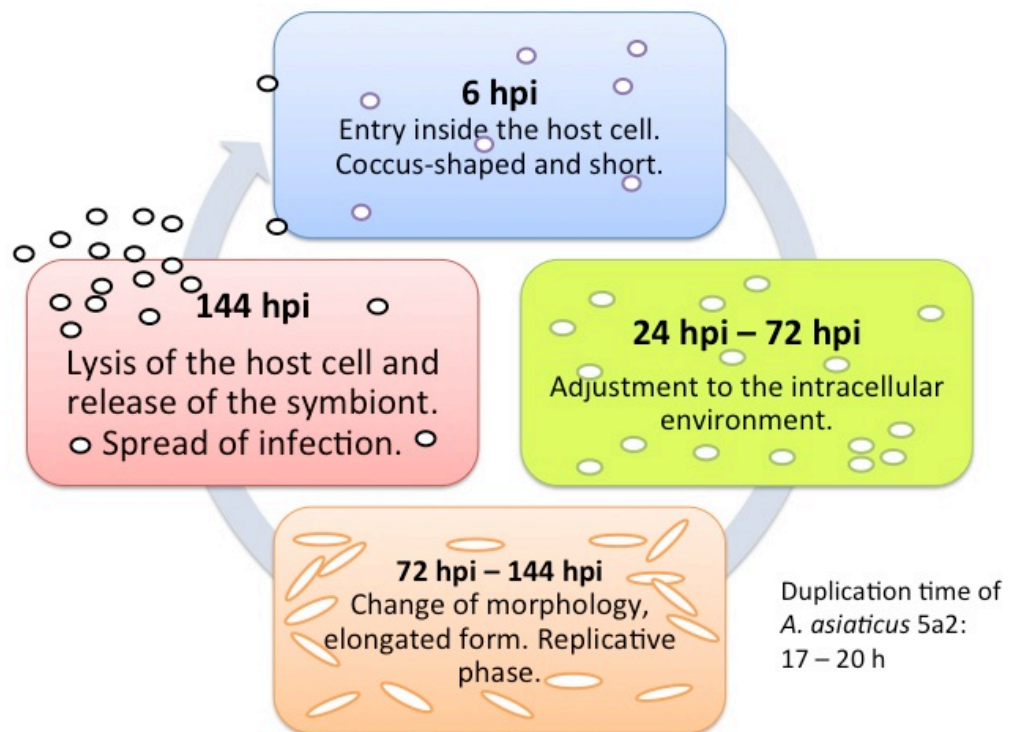 6 hpi
Entry inside the host cell.
Coccus-shaped and short.
24 hpi – 72 hpi
Adjustment to the intracellular
environment.
72 hpi – 144 hpi
Change of morphology,
elongated form. Replicative
phase.
144 hpi
Lysis of the host cell and
release of the symbiont.
Spread of infection.
Duplication time of
A. asiaticus 5a2:
17 – 20 h